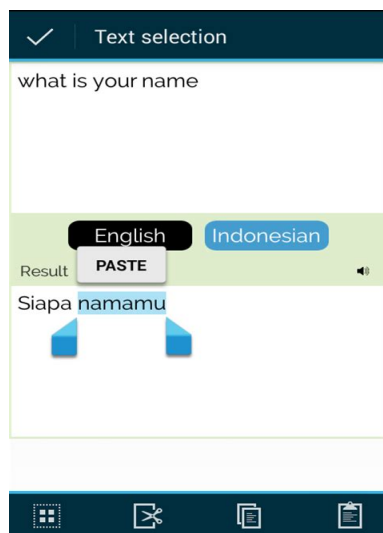 Text selection
what is your name
English Indonesian
PASTE
Result
Siapa namamu